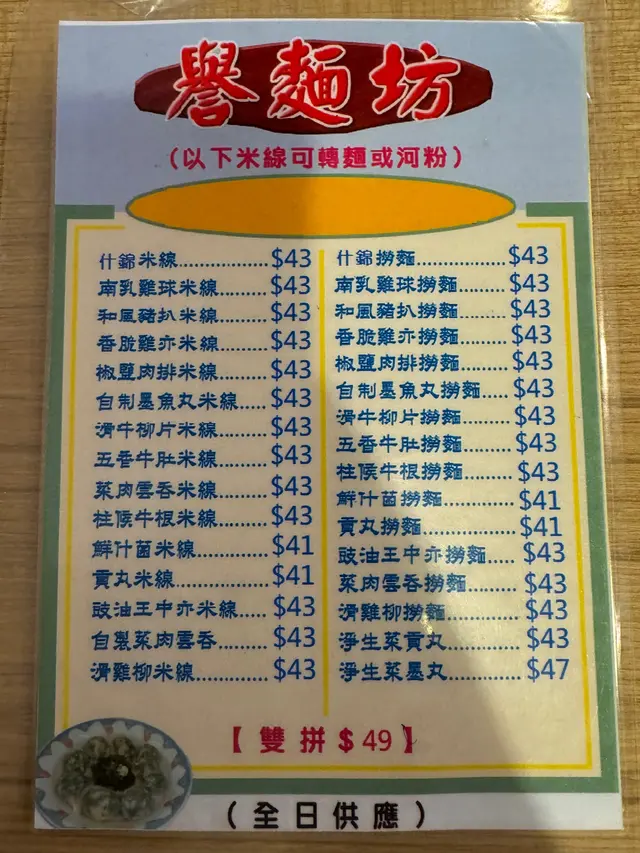 譽麵坊
（以下米線可轉麵或河粉）
什錦米線..................$43
南乳雞球米線.........$43
和風豬扒米線.........$43
香脆雞亦米線.........$43
椒鹽肉排米線.........$43
自制墨魚丸米線.....$43
滑牛柳片米線.........$43
五香牛肚米線.........$43
菜肉雲吞米線.........$43
柱候牛根米線.........$43
鮮什菌米線.............$41
貢丸米線.................$41
豉油王中亦米線.....$43
自製菜肉雲吞.........$43
滑雞柳米線.............$43
什錦撈麵..................$43
南乳雞球撈麵.........$43
和風豬扒撈麵.........$43
香脆雞亦撈麵.........$43
椒鹽肉排撈麵.........$43
自制墨魚丸撈麵.....$43
滑牛柳片撈麵.........$43
五香牛肚撈麵.........$43
柱候牛根撈麵.........$43
鮮什菌撈麵.............$41
貢丸撈麵.................$41
豉油王中亦撈麵.....$43
菜肉雲吞撈麵.........$43
滑雞柳撈麵.............$43
淨生菜貢丸.............$43
淨生菜墨丸.............$47
【雙拼$49】
（全日供應）